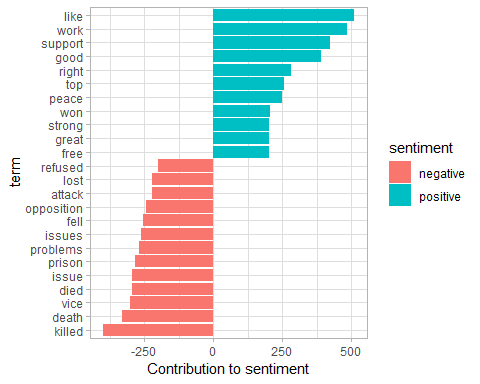 like
work
support
good
right
top
peace
won
strong
great
free
refused
lost
attack
opposition
fell
issues
problems
prison
issue
died
vice
death
killed
term
-250 0 250 500
Contribution to sentiment
sentiment
negative
positive